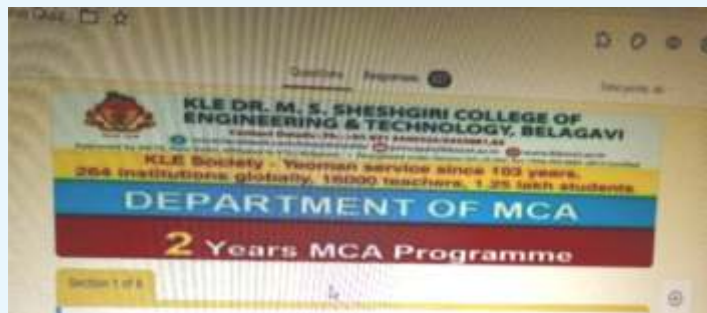 Quiz
Questions Responses
KLE DR. M. S. SHESHGIRI COLLEGE OF
ENGINEERING & TECHNOLOGY, BELAGAVI
KLE Society - Yeoman service since 103 years,
264 institutions globally, 16000 teachers, 1.25 lakh students
DEPARTMENT OF MCA
2 Years MCA Programme
Section 1 of 6